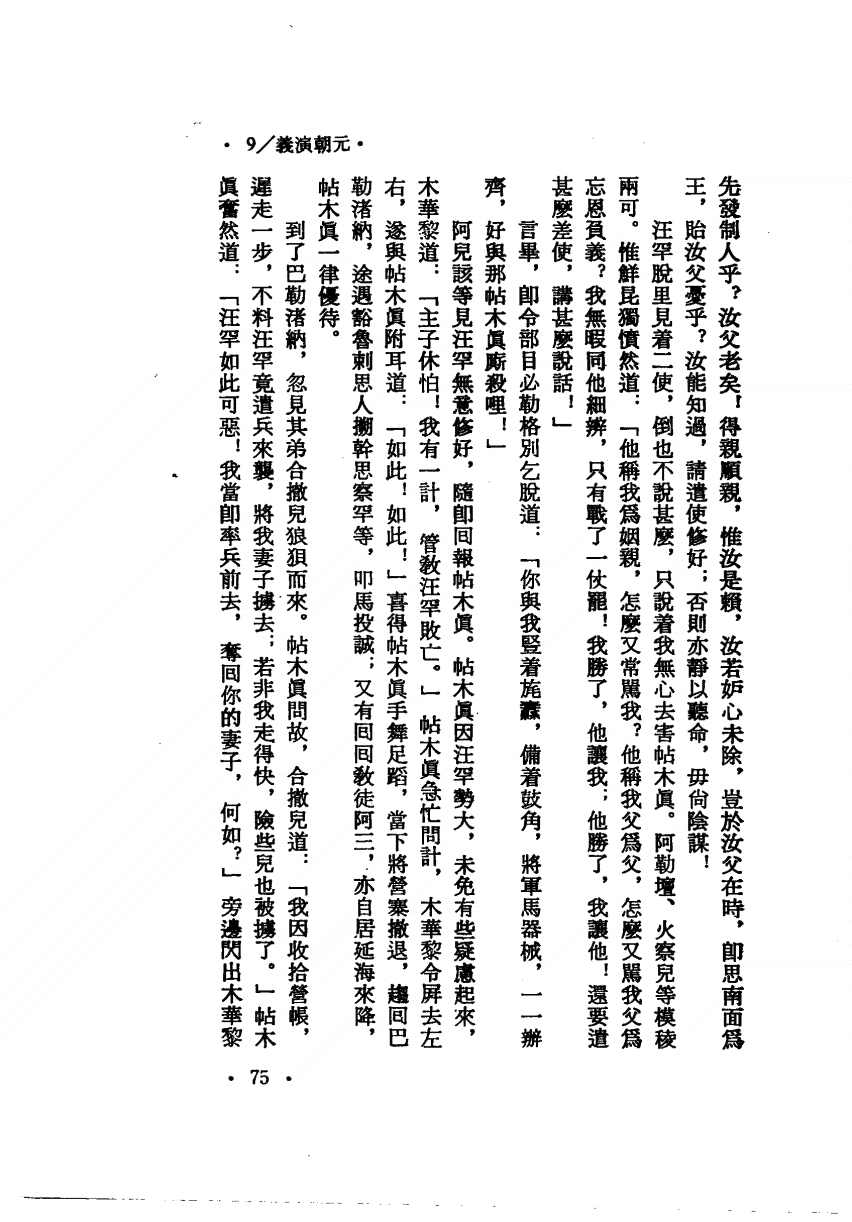 ·9/義演朝元·
先發制人乎？汝父老矣！得親順親，惟汝是賴，汝若妒心未除，豈於汝父在時，卽思南面爲
王，貽汝父憂乎？汝能知過，請遣使修好；否則亦靜以聽命，毋尙陰謀！
汪罕脫里見着二使，倒也不說甚麼，只說着我無心去害帖木眞。阿勒壇、火察兒等模稜
兩可。惟鮮昆獨憤然道：「他稱我爲姻親，怎麼又常駡我？他稱我父爲父，怎麼又駡我父爲
忘恩負義？我無暇同他細辨，只有戰了一仗罷！我勝了，他讓我；他勝了，我讓他！還要遣
甚麼差使，講甚麼說話！」
言畢，卽令部目必勒格別乞脫道：「你與我豎着旄纛，備着鼓角，將軍馬器械，一一辦
齊，好與那帖木眞廝殺哩！」
阿兒該等見汪罕無意修好，隨卽回報帖木眞。帖木眞因汪罕勢大，未免有些疑慮起來，
木華黎道：「主子休怕！我有一計，管敎汪罕敗亡。」帖木眞急忙問計，木華黎令屛去左
右，遂與帖木眞附耳道：「如此！如此！」喜得帖木眞手舞足蹈，當下將營寨撤退，趨回巴
勒渚納，途遇豁魯剌思人搠斡思察罕等，叩馬投誠；又有回回敎徒阿三，亦自居延海來降，
帖木眞一律優待。
到了巴勒渚納，忽見其弟合撒兒狼狽而來。帖木眞問故，合撒兒道：「我因收拾營帳，
遲走一步，不料汪罕竟遣兵來襲，將我妻子擄去；若非我走得快，險些兒也被擄了。」帖木
眞奮然道：「汪罕如此可惡！我當卽率兵前去，奪回你的妻子，何如？」旁邊閃出木華黎
·75·